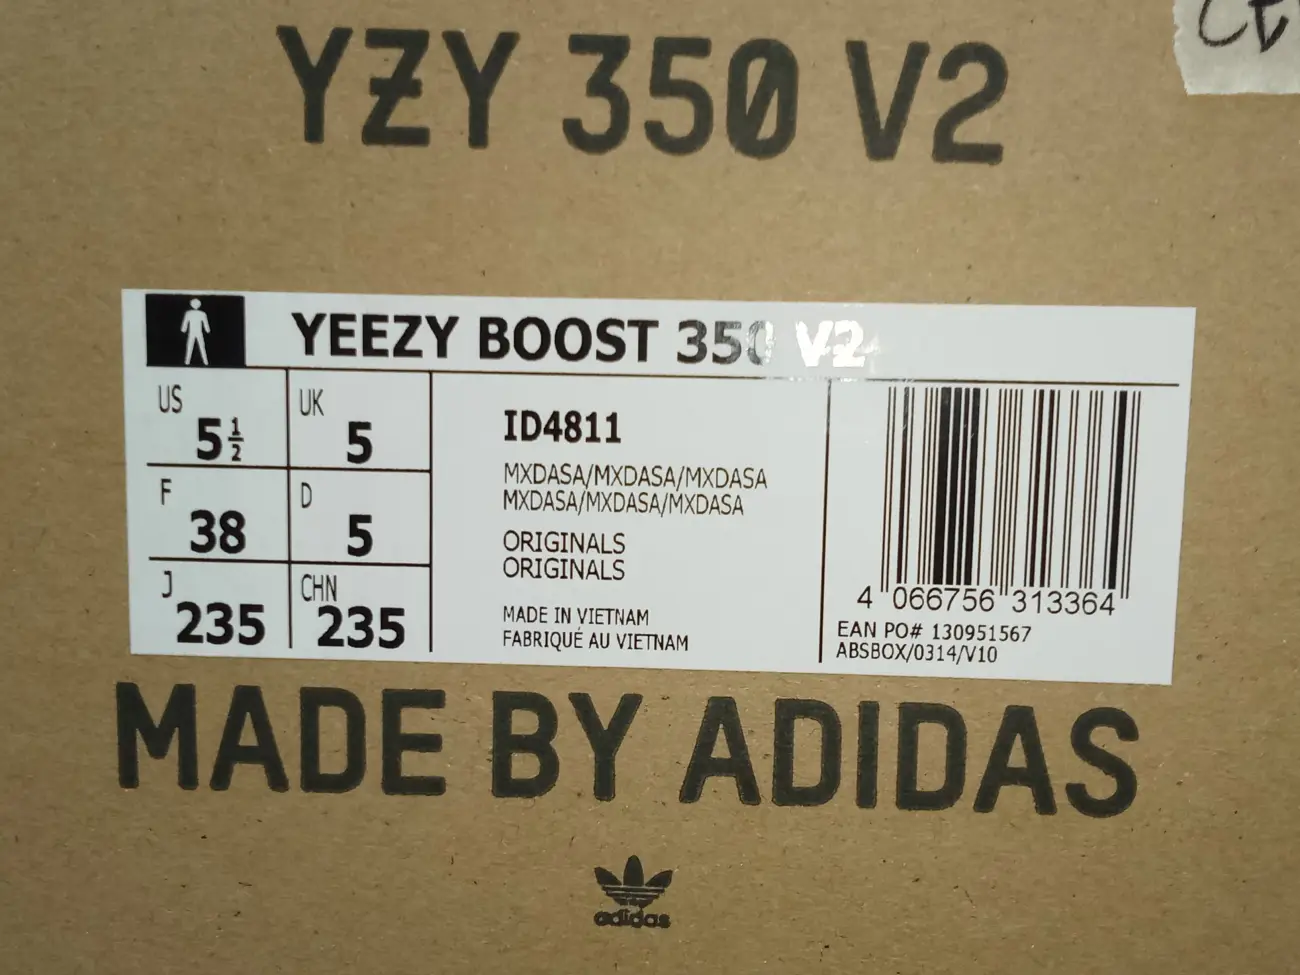 YZY 350 V2
YEEZY BOOST 350 V2
US
5½
UK
5
F
38
D
5
J
235
CHN
235
ID4811
MXDASA/MXDASA/MXDASA
MXDASA/MXDASA/MXDASA
ORIGINALS
ORIGINALS
MADE IN VIETNAM
FABRIQUÉ AU VIETNAM
4 066756 313364
EAN PO# 130951567
ABSBOX/0314/V10
MADE BY ADIDAS
adidas